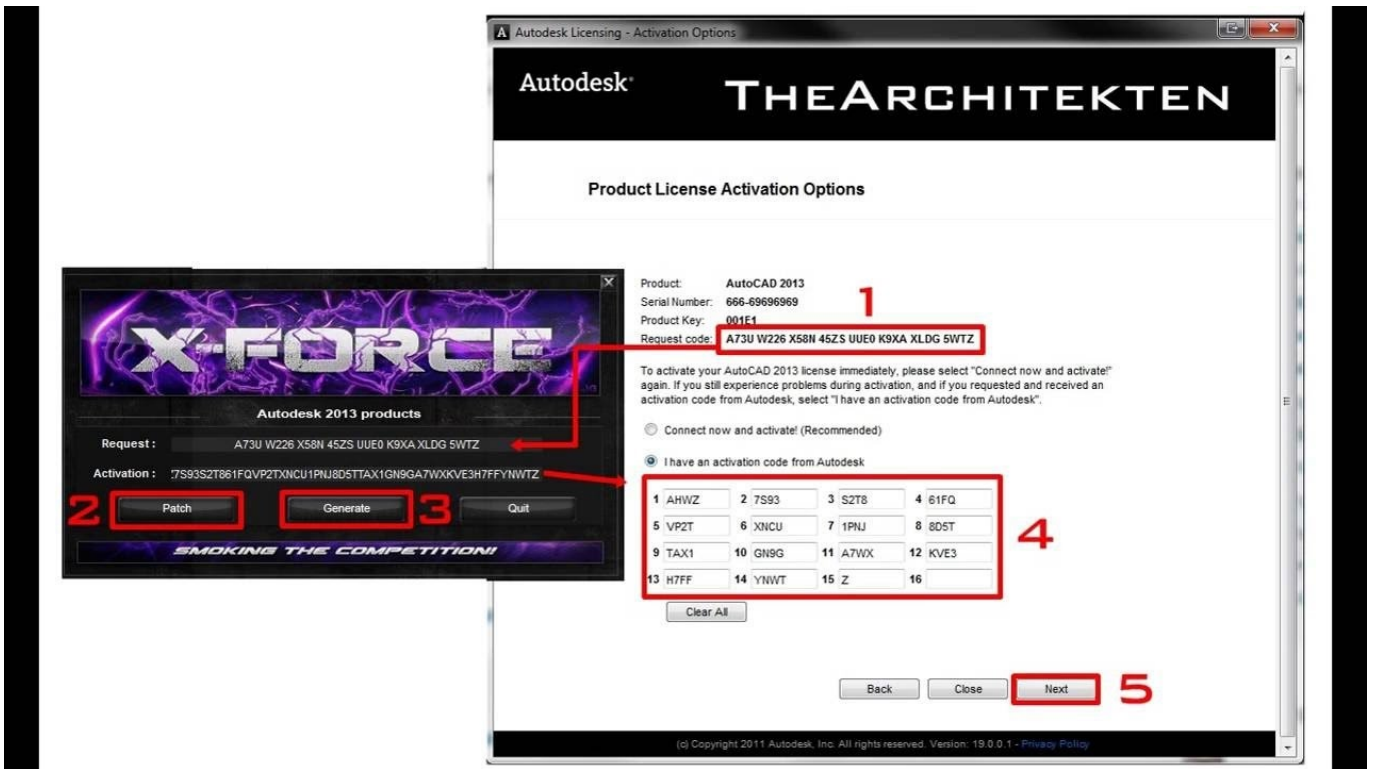 Autodesk Licensing - Activation Options
Autodesk
THEARCHITEKTEN
Product License Activation Options
Product: AutoCAD 2013
Serial Number: 666-69696969
Product Key: 001E1
1
Request code: A73U W226 X58N 45ZS UUE0 K9XA XLDG 5WTZ
To activate your AutoCAD 2013 license immediately, please select "Connect now and activate!"
again. If you still experience problems during activation, and if you requested and received an
activation code from Autodesk, select "I have an activation code from Autodesk".
Connect now and activate! (Recommended)
I have an activation code from Autodesk
1 AHWZ 2 7S93 3 S2T8 4 61FQ
5 VP2T 6 XNCU 7 1PNJ 8 8D5T
9 TAX1 10 GN9G 11 A7WX 12 KVE3
13 H7FF 14 YNWT 15 Z 16
4
Clear All
Back Close Next 5
(c) Copyright 2011 Autodesk, Inc. All rights reserved. Version: 19.0.0.1 - Privacy Policy
X-FORCE
Autodesk 2013 products
Request : A73U W226 X58N 45ZS UUE0 K9XA XLDG 5WTZ
Activation : 7S93S2T861FQVP2TXNCU1PNJ8D5TTAX1GN9GA7WXKVE3H7FFYNWTZ
2 Patch Generate 3 Quit
SMOKING THE COMPETITION!